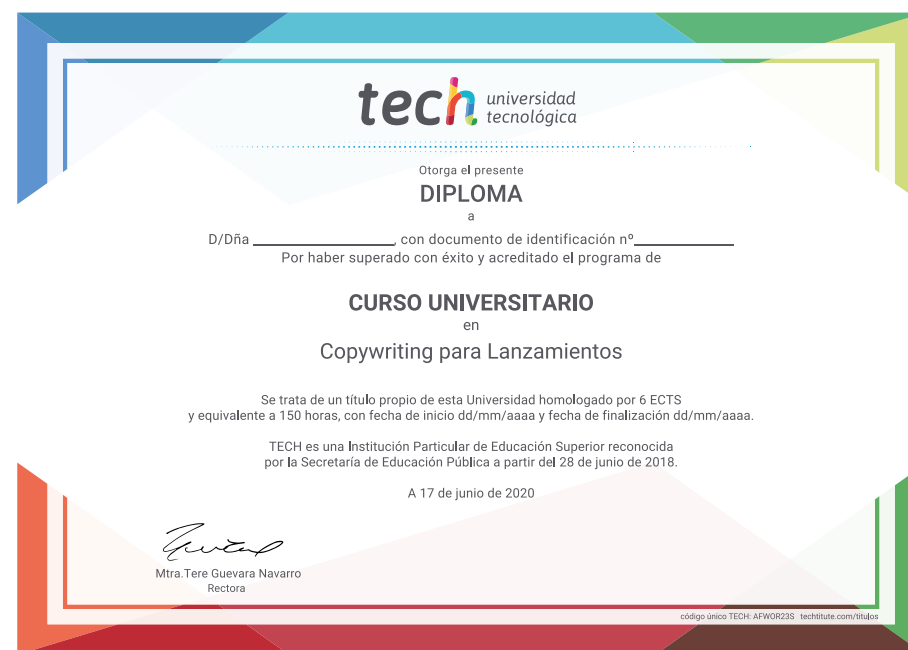 tech universidad
tecnológica
Otorga el presente
DIPLOMA
a
D/Dña ________________, con documento de identificación nº____________
Por haber superado con éxito y acreditado el programa de
CURSO UNIVERSITARIO
en
Copywriting para Lanzamientos
Se trata de un título propio de esta Universidad homologado por 6 ECTS
y equivalente a 150 horas, con fecha de inicio dd/mm/aaaa y fecha de finalización dd/mm/aaaa.
TECH es una Institución Particular de Educación Superior reconocida
por la Secretaría de Educación Pública a partir del 28 de junio de 2018.
A 17 de junio de 2020
Mtra.Tere Guevara Navarro
Rectora
código único TECH: AFWOR23S techtitute.com/titulos